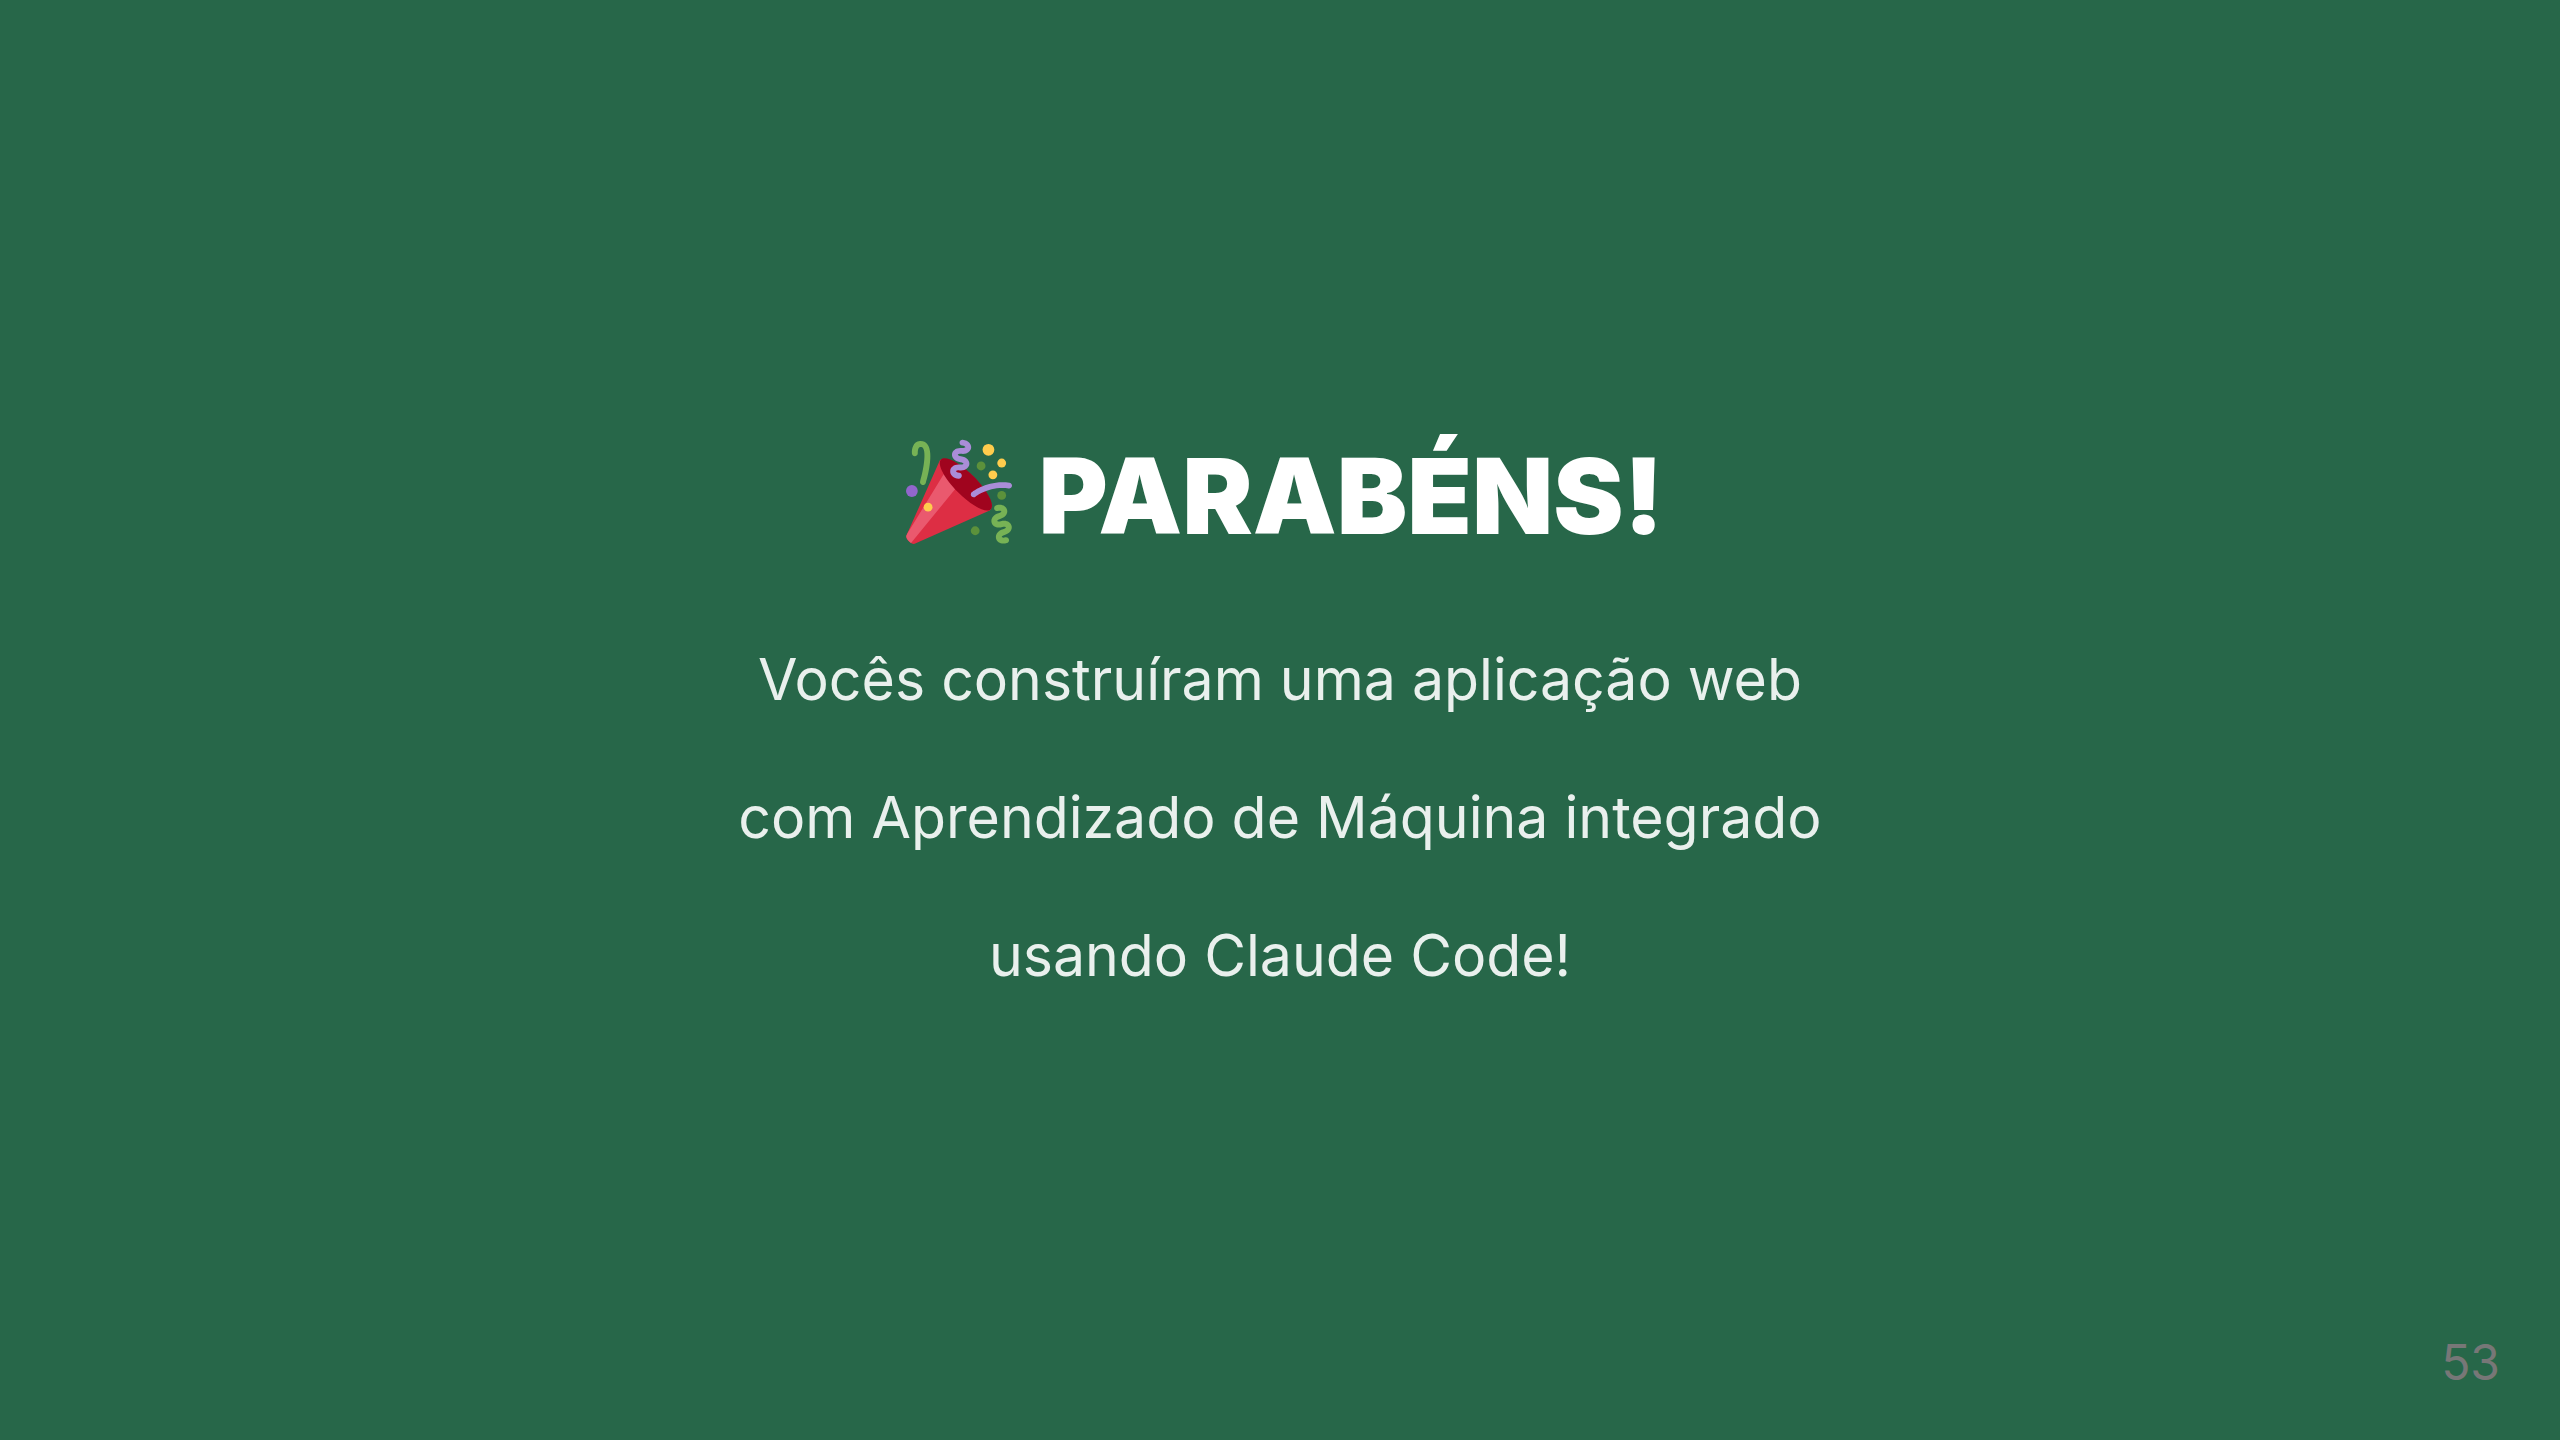 🎉 PARABÉNS!
Vocês construíram uma aplicação web
com Aprendizado de Máquina integrado
usando Claude Code!
53